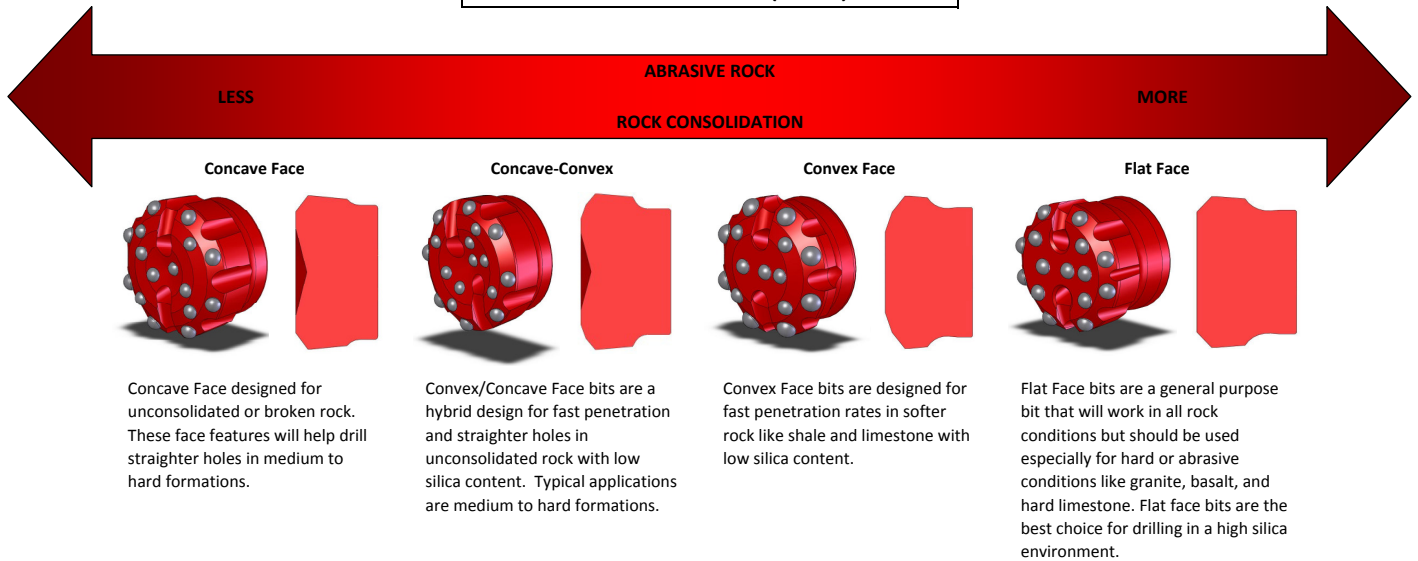 ABRASIVE ROCK
LESS
MORE
ROCK CONSOLIDATION
Concave Face
Concave-Convex
Convex Face
Flat Face
Concave Face designed for
unconsolidated or broken rock.
These face features will help drill
straighter holes in medium to
hard formations.
Convex/Concave Face bits are a
hybrid design for fast penetration
and straighter holes in
unconsolidated rock with low
silica content. Typical applications
are medium to hard formations.
Convex Face bits are designed for
fast penetration rates in softer
rock like shale and limestone with
low silica content.
Flat Face bits are a general purpose
bit that will work in all rock
conditions but should be used
especially for hard or abrasive
conditions like granite, basalt, and
hard limestone. Flat face bits are the
best choice for drilling in a high silica
environment.